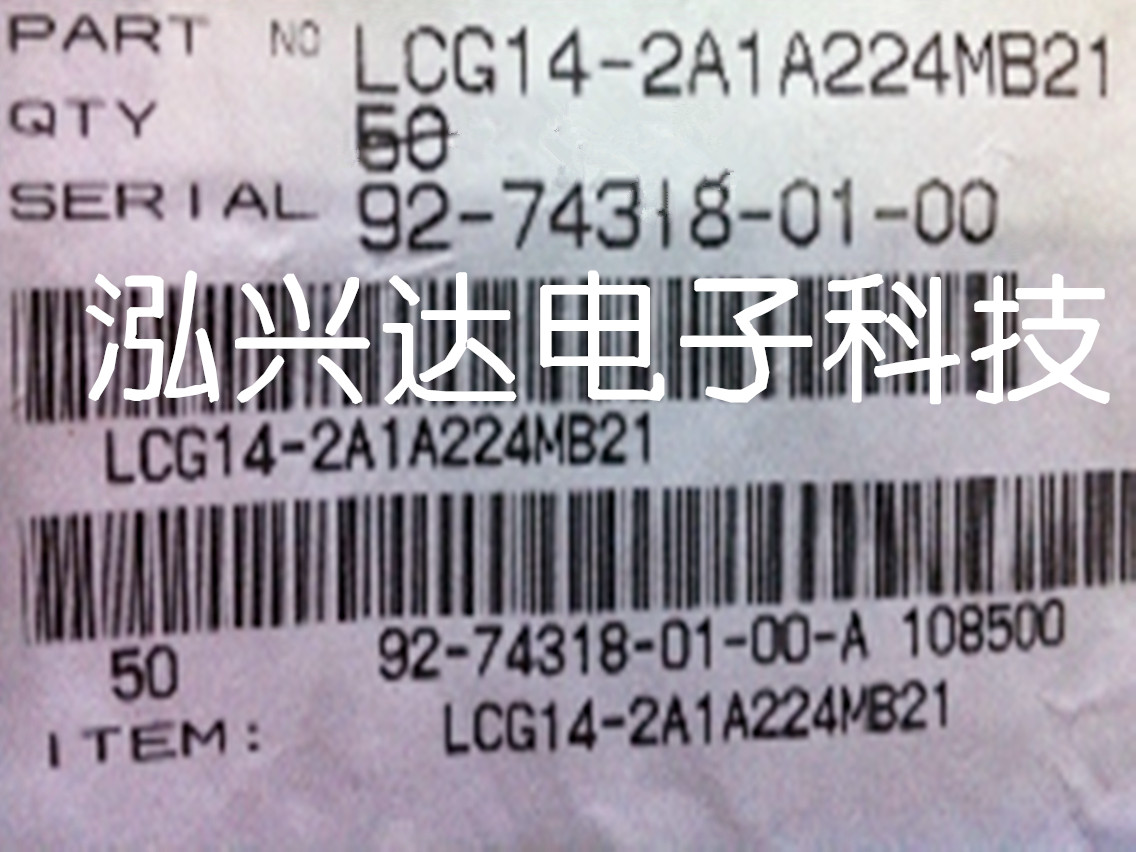 PART NO LCG14-2A1A224MB21
QTY 50
SERIAL 92-74318-01-00
泓兴达电子科技
LCG14-2A1A224MB21
50 92-74318-01-00-A 108500
ITEM: LCG14-2A1A224MB21